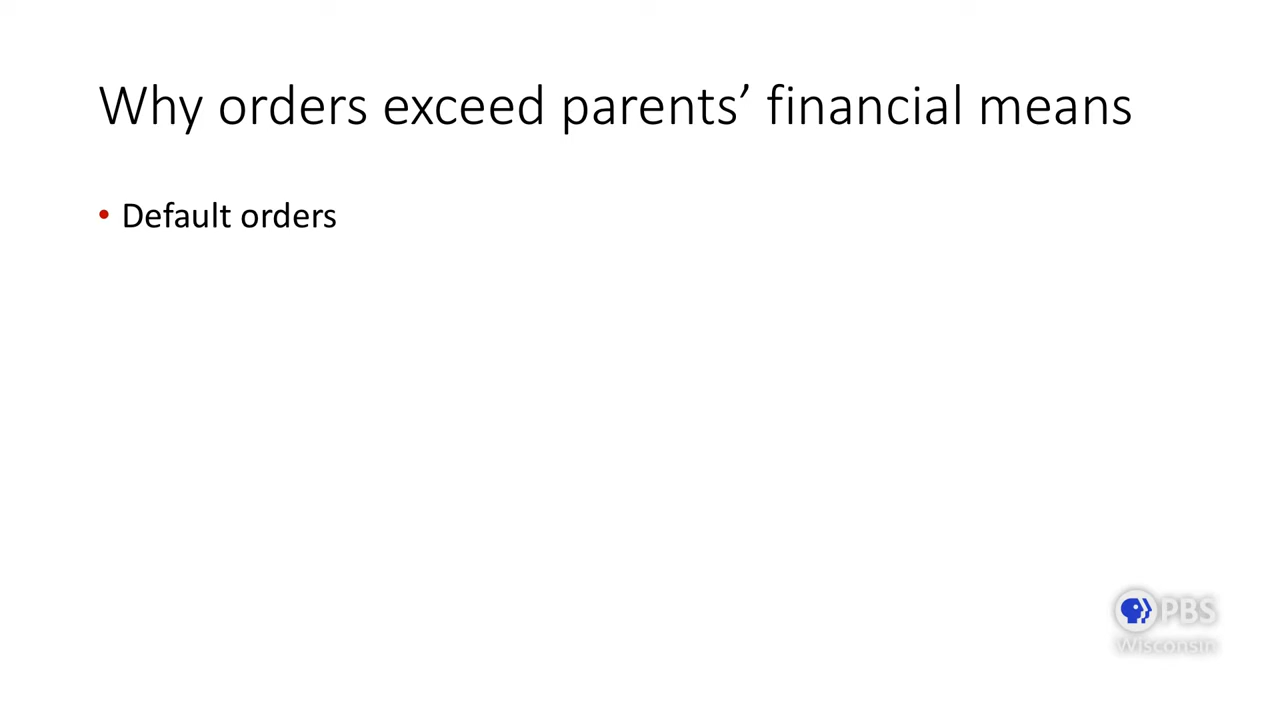 Why orders exceed parents’ financial means
• Default orders
PBS
Wisconsin